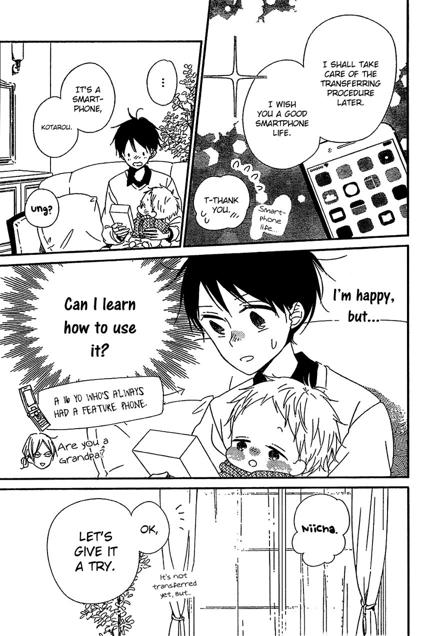 I SHALL TAKE
CARE OF THE
TRANSFERRING
PROCEDURE
LATER.
I WISH
YOU A GOOD
SMARTPHONE
LIFE.
T-THANK
YOU.
Smart-
phone
life...
...
IT'S A
SMART-
PHONE,
KOTAROU.
ung?
I'm happy,
but...
Can I learn
how to use
it?
A 16 YO WHO'S ALWAYS
HAD A FEATURE PHONE.
Are you a
Grandpa?
Niicha.
OK,
LET'S
GIVE IT
A TRY.
It's not
transferred
yet, but...